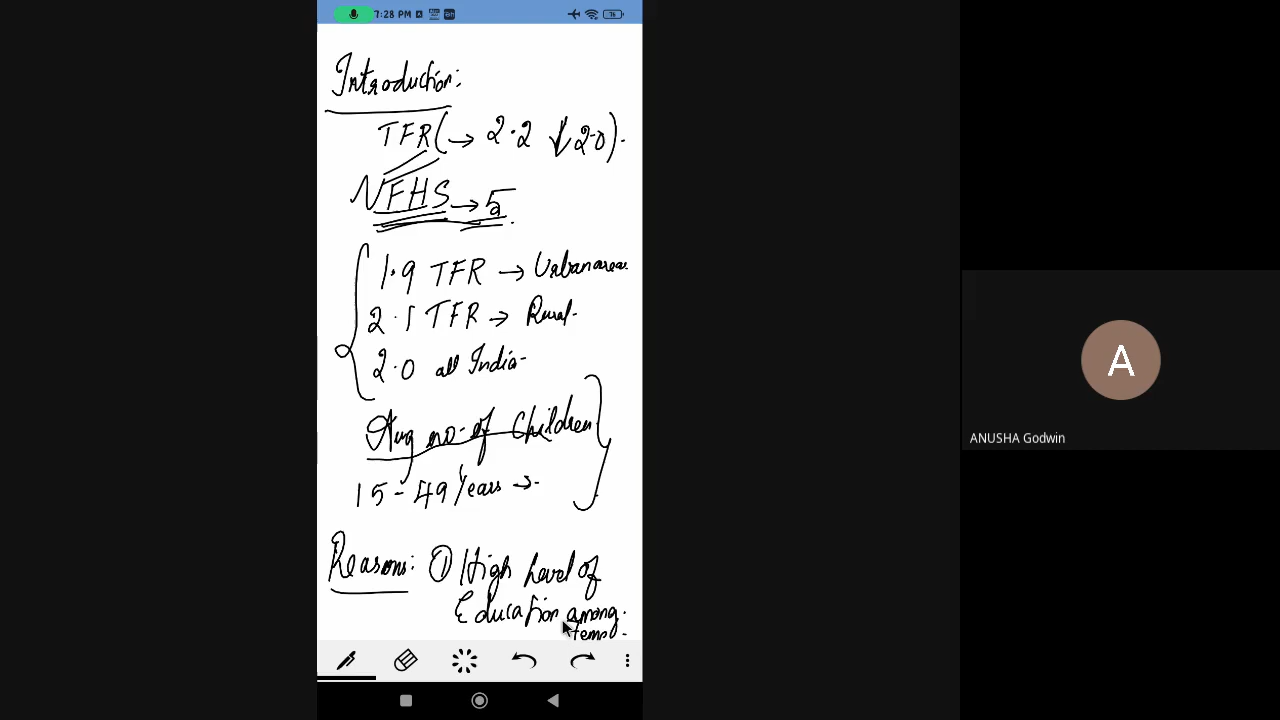 7:28 PM
76
Introduction:
TFR (→ 2.2 ↓ 2.0).
NFHS → 5.
1.9 TFR → Urban area.
2.1 TFR → Rural.
2.0 all India.
Avg no. of Children
15 - 49 Years →
Reasons: ① High Level of
Education among
A
ANUSHA Godwin